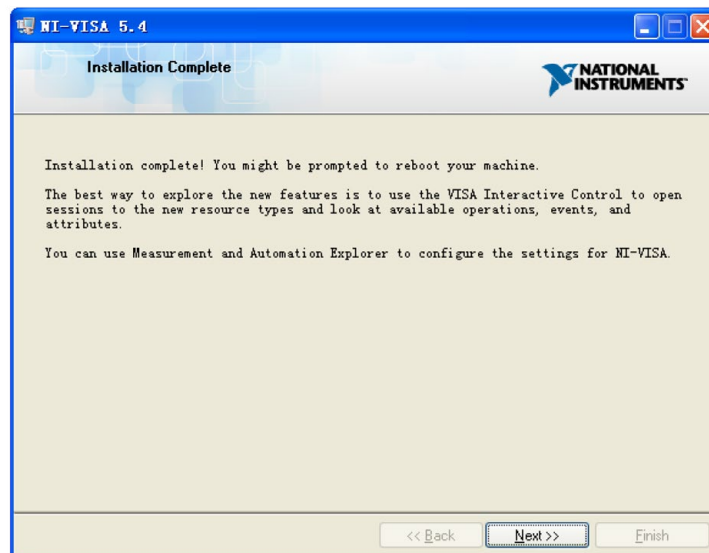 NI-VISA 5.4
Installation Complete
NATIONAL
INSTRUMENTS™
Installation complete! You might be prompted to reboot your machine.
The best way to explore the new features is to use the VISA Interactive Control to open
sessions to the new resource types and look at available operations, events, and
attributes.
You can use Measurement and Automation Explorer to configure the settings for NI-VISA.
<< Back
Next >>
Finish